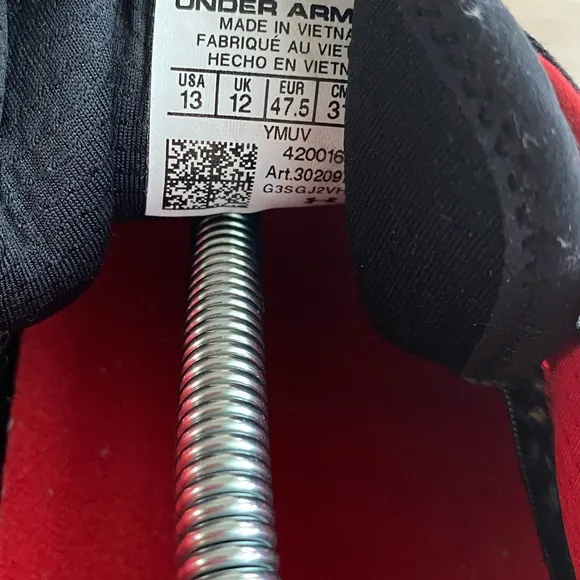 UNDER ARM
MADE IN VIETNA
FABRIQUÉ AU VIET
HECHO EN VIETN
USA UK EUR CM
13 12 47.5 31
YMUV
420016
Art.302097
G3SGJ2VH